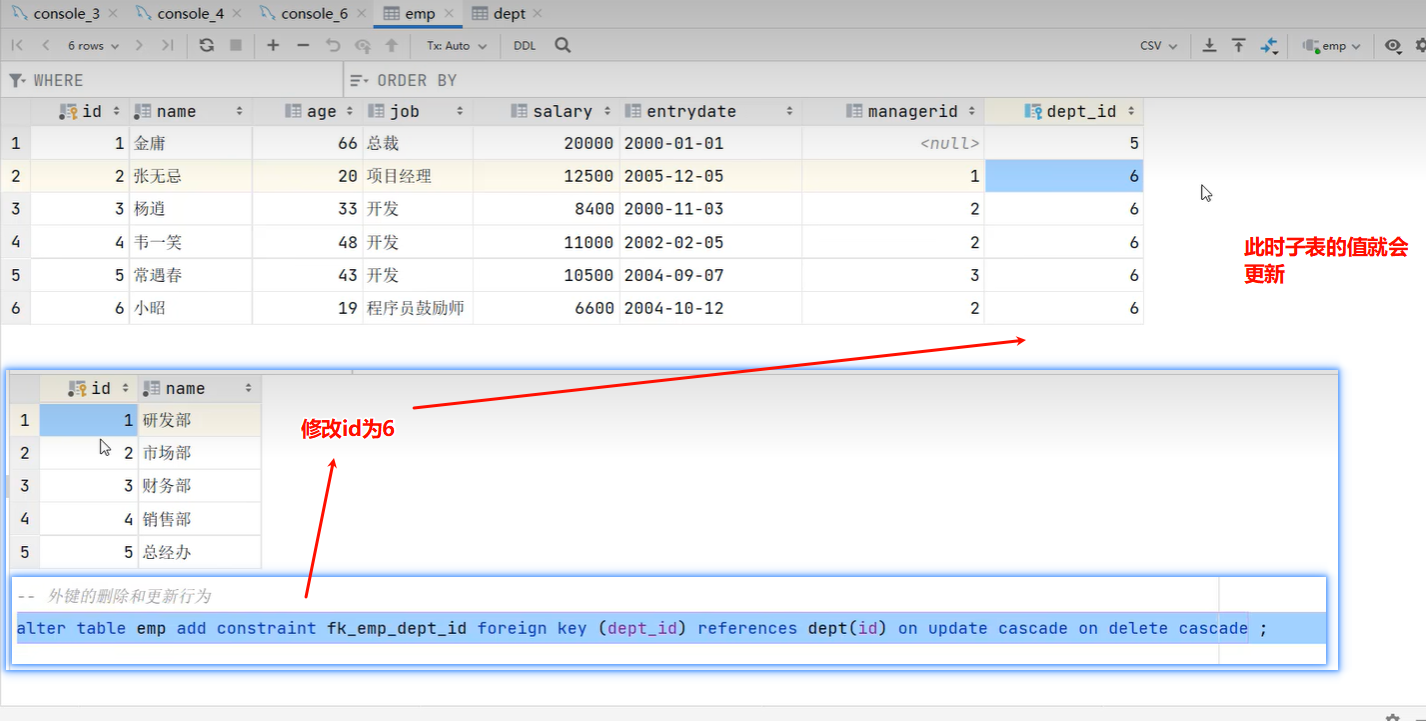 console_3 console_4 console_6 emp dept
6 rows Tx: Auto DDL CSV emp
WHERE ORDER BY
id name age job salary entrydate managerid dept_id
1 1 金庸 66 总裁 20000 2000-01-01 <null> 5
2 2 张无忌 20 项目经理 12500 2005-12-05 1 6
3 3 杨逍 33 开发 8400 2000-11-03 2 6
4 4 韦一笑 48 开发 11000 2002-02-05 2 6
5 5 常遇春 43 开发 10500 2004-09-07 3 6
6 6 小昭 19 程序员鼓励师 6600 2004-10-12 2 6
此时子表的值就会
更新
id name
1 1 研发部
2 2 市场部
3 3 财务部
4 4 销售部
5 5 总经办
修改id为6
-- 外键的删除和更新行为
alter table emp add constraint fk_emp_dept_id foreign key (dept_id) references dept(id) on update cascade on delete cascade ;